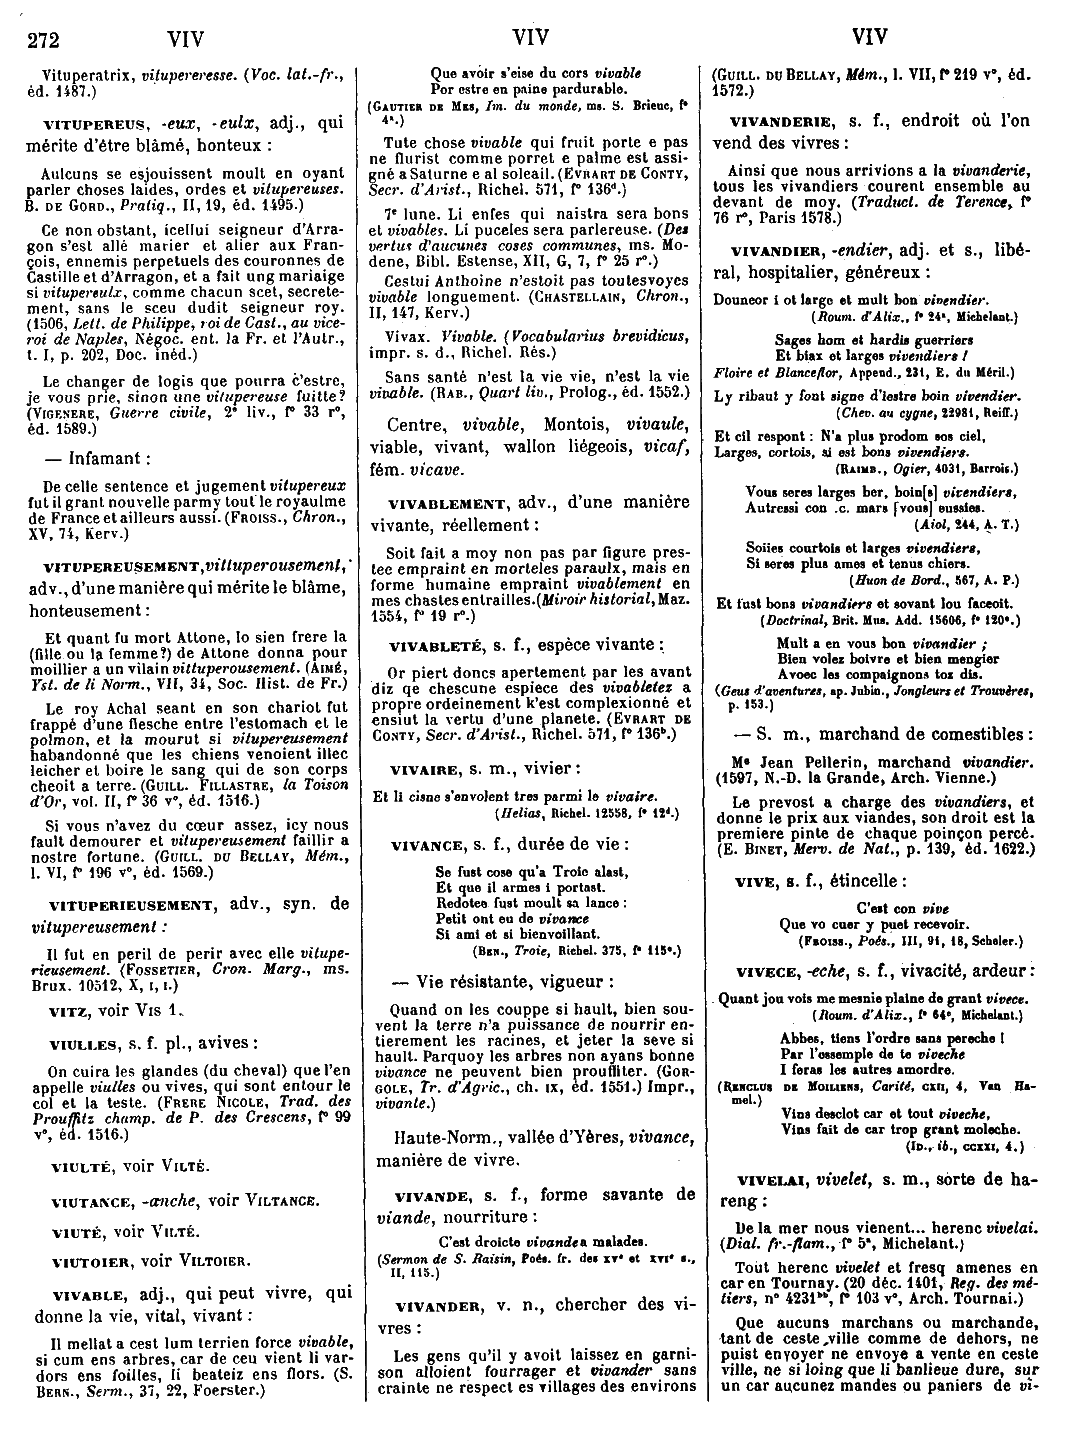 272 VIV VIV VIV
Vituperatrix, vitupereresse. (Voc. lat.-fr.,
éd. 1487.)
VITUPEREUS, -eux, -eulx, adj., qui
mérite d'être blâmé, honteux :
Aulcuns se esjouissent moult en oyant
parler choses laides, ordes et vitupereuses.
B. DE GORD., Pratiq., II, 19, éd. 1495.)
Ce non obstant, icellui seigneur d'Arra-
gon s'est allé marier et alier aux Fran-
çois, ennemis perpetuels des couronnes de
Castille et d'Arragon, et a fait ung mariaige
si vitupereulx, comme chacun scet, secrete-
ment, sans le sceu dudit seigneur roy.
(1506, Lett. de Philippe, roi de Cast., au vice-
roi de Naples, Négoc. ent. la Fr. et l'Autr.,
t. I, p. 202, Doc. inéd.)
Le changer de logis que pourra c'estre,
je vous prie, sinon une vitupereuse fuitte?
(VIGENERE, Guerre civile, 2e liv., f° 33 r°,
éd. 1589.)
— Infamant :
De celle sentence et jugement vitupereux
fut il grant nouvelle parmy tout le royaulme
de France et ailleurs aussi. (FROISS., Chron.,
XV, 74, Kerv.)
VITUPEREUSEMENT, vittuperousement,
adv., d'une manière qui mérite le blâme,
honteusement :
Et quant fu mort Attone, lo sien frere la
(fille ou la femme?) de Attone donna pour
moillier a un vilain vittuperousement. (AIMÉ,
Yst. de li Norm., VII, 34, Soc. Hist. de Fr.)
Le roy Achal seant en son chariot fut
frappé d'une flesche entre l'estomach et le
polmon, et la mourut si vitupereusement
habandonné que les chiens venoient illec
leicher et boire le sang qui de son corps
cheoit a terre. (GUILL. FILLASTRE, la Toison
d'Or, vol. II, f° 36 v°, éd. 1516.)
Si vous n'avez du cœur assez, icy nous
fault demourer et vitupereusement faillir a
nostre fortune. (GUILL. DU BELLAY, Mém.,
l. VI, f° 196 v°, éd. 1569.)
VITUPERIEUSEMENT, adv., syn. de
vitupereusement :
Il fut en peril de perir avec elle vitupe-
rieusement. (FOSSETIER, Cron. Marg., ms.
Brux. 10512, X, I, I.)
VITZ, voir VIS 1.
VIULLES, s. f. pl., avives :
On cuira les glandes (du cheval) que l'en
appelle viulles ou vives, qui sont entour le
col et la teste. (FRERE NICOLE, Trad. des
Prouffitz champ. de P. des Crescens, f° 99
v°, éd. 1516.)
VIULTÉ, voir VILTÉ.
VIUTANCE, -anche, voir VILTANCE.
VIUTÉ, voir VILTÉ.
VIUTOIER, voir VILTOIER.
VIVABLE, adj., qui peut vivre, qui
donne la vie, vital, vivant :
Il mellat a cest lum terrien force vivable,
si cum ens arbres, car de ceu vient li var-
dors ens foilles, li beateiz ens flors. (S.
BERN., Serm., 37, 22, Foerster.)
Que avoir s'eise du cors vivable
Por estre en paine pardurable.
(GAUTIER DE MES, Im. du monde, ms. S. Brieuc, f°
4a.)
Tute chose vivable qui fruit porte e pas
ne flurist comme porret e palme est assi-
gné a Saturne e al soleail. (EVRART DE CONTY,
Secr. d'Arist., Richel. 571, f° 136d.)
7e lune. Li enfes qui naistra sera bons
et vivables. Li puceles sera parlereuse. (Des
vertus d'aucunes coses communes, ms. Mo-
dene, Bibl. Estense, XII, G, 7, f° 25 r°.)
Cestui Anthoine n'estoit pas toutesvoyes
vivable longuement. (CHASTELLAIN, Chron.,
II, 147, Kerv.)
Vivax. Vivable. (Vocabularius brevidicus,
impr. s. d., Richel. Rés.)
Sans santé n'est la vie vie, n'est la vie
vivable. (RAB., Quart liv., Prolog., éd. 1552.)
Centre, vivable, Montois, vivaule,
viable, vivant, wallon liégeois, vicaf,
fém. vicave.
VIVABLEMENT, adv., d'une manière
vivante, réellement :
Soit fait a moy non pas par figure pres-
tee empraint en morteles paraulx, mais en
forme humaine empraint vivablement en
mes chastes entrailles. (Miroir historial, Maz.
1554, f° 19 r°.)
VIVABLETÉ, s. f., espèce vivante :
Or piert doncs apertement par les avant
diz qe chescune espiece des vivabletez a
propre ordeinement k'est complexionné et
ensiut la vertu d'une planete. (EVRART DE
CONTY, Secr. d'Arist., Richel. 571, f° 136b.)
VIVAIRE, s. m., vivier :
Et li cisne s'envolent tres parmi le vivaire.
(Helias, Richel. 12558, f° 12d.)
VIVANCE, s. f., durée de vie :
Se fust cose qu'a Troie alast,
Et que il armes i portast.
Redotee fust moult sa lance :
Petit ont eu de vivance
Si ami et si bienvoillant.
(BEN., Troie, Richel. 375, f° 115e.)
— Vie résistante, vigueur :
Quand on les couppe si hault, bien sou-
vent la terre n'a puissance de nourrir en-
tierement les racines, et jeter la seve si
hault. Parquoy les arbres non ayans bonne
vivance ne peuvent bien prouffiter. (GOR-
GOLE, Tr. d'Agric., ch. IX, éd. 1551.) Impr.,
vivante.)
Haute-Norm., vallée d'Yères, vivance,
manière de vivre.
VIVANDE, s. f., forme savante de
viande, nourriture :
C'est droicte vivande a malades.
(Sermon de S. Raisin, Poés. fr. des XVe et XVIe s.,
II, 115.)
VIVANDER, v. n., chercher des vi-
vres :
Les gens qu'il y avoit laissez en garni-
son alloient fourrager et vivander sans
crainte ne respect es villages des environs
(GUILL. DU BELLAY, Mém., l. VII, f° 219 v°, éd.
1572.)
VIVANDERIE, s. f., endroit où l'on
vend des vivres :
Ainsi que nous arrivions a la vivanderie,
tous les vivandiers courent ensemble au
devant de moy. (Traduct. de Terence, f°
76 r°, Paris 1578.)
VIVANDIER, -endier, adj. et s., libé-
ral, hospitalier, généreux :
Douneor i ot large et mult bon vivendier.
(Roum. d'Alix., f° 24a, Michelant.)
Sages hom et hardis guerriers
Et biax et larges vivendiers !
Floire et Blanceflor, Append., 231, E. du Méril.)
Ly ribaut y font signe d'iestre boin vivendier.
(Chev. au cygne, 22981, Reiff.)
Et cil respont : N'a plus prodom sos ciel,
Larges, cortois, si est bons vivendiers.
(RAIMB., Ogier, 4031, Barrois.)
Vous seres larges ber, boin[s] vivendiers,
Autressi con .c. mars [vous] eussies.
(Aiol, 244, A. T.)
Soiies courtois et larges vivendiers,
Si seres plus ames et tenus chiers.
(Huon de Bord., 567, A. P.)
Et fust bons vivandiers et sovant lou faceoit.
(Doctrinal, Brit. Mus. Add. 15606, f° 120c.)
Mult a en vous bon vivandier ;
Bien volez boivre et bien mengier
Avoec les compaignons toz dis.
(Geus d'aventures, ap. Jubin., Jongleurs et Trouvères,
p. 153.)
— S. m., marchand de comestibles :
Me Jean Pellerin, marchand vivandier.
(1597, N.-D. la Grande, Arch. Vienne.)
Le prevost a charge des vivandiers, et
donne le prix aux viandes, son droit est la
premiere pinte de chaque poinçon percé.
(E. BINET, Merv. de Nat., p. 139, éd. 1622.)
VIVE, s. f., étincelle :
C'est con vive
Que vo cuer y puet recevoir.
(FROISS., Poés., III, 91, 18, Scheler.)
VIVECE, -eche, s. f., vivacité, ardeur :
Quant jou vois me mesnie plaine de grant vivece.
(Roum. d'Alix., f° 64c, Michelant.)
Abbes, tiens l'ordre sans pereche !
Par l'essemple de te viveche
I feras les autres amordre.
(RENCLUS DE MOILIENS, Carité, CXII, 4, Van Ha-
mel.)
Vins desclot car et tout viveche,
Vins fait de car trop grant moleche.
(ID., ib., CCXXI, 4.)
VIVELAI, vivelet, s. m., sorte de ha-
reng :
De la mer nous vienent... herenc vivelai.
(Dial. fr.-flam., f° 5a, Michelant.)
Tout herenc vivelet et fresq amenes en
car en Tournay. (20 déc. 1401, Reg. des mé-
tiers, n° 4231bis, f° 103 v°, Arch. Tournai.)
Que aucuns marchans ou marchande,
tant de ceste ville comme de dehors, ne
puist envoyer ne envoye a vente en ceste
ville, ne si loing que li banlieue dure, sur
un car aucunez mandes ou paniers de vi-